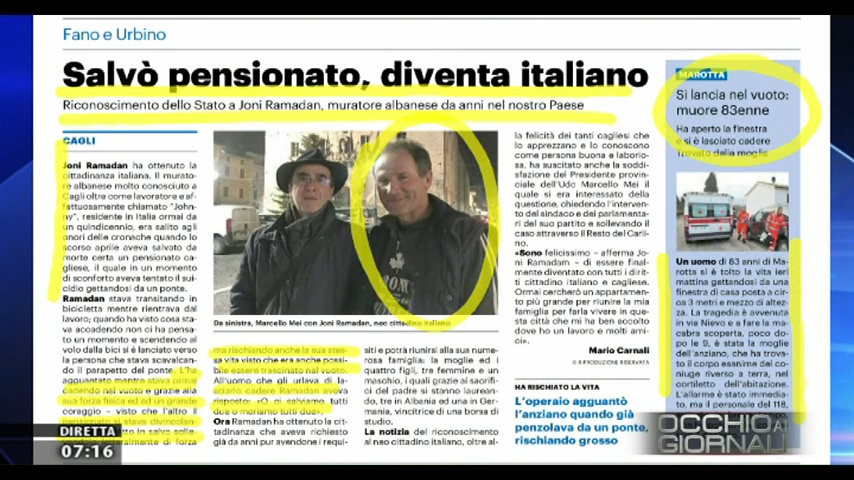 Fano e Urbino
Salvò pensionato, diventa italiano
Riconoscimento dello Stato a Joni Ramadan, muratore albanese da anni nel nostro Paese
CAGLI
Joni Ramadan ha ottenuto la
cittadinanza italiana. Il murato-
re albanese molto conosciuto a
Cagli oltre come lavoratore e af-
fettuosamente chiamato "John-
ny", residente in Italia ormai da
un quindicennio, era salito agli
onori delle cronache quando lo
scorso aprile aveva salvato da
morte certa un pensionato ca-
gliese, il quale in un momento
di sconforto aveva tentato il sui-
cidio gettandosi da un ponte.
Ramadan stava transitando in
bicicletta mentre rientrava dal
lavoro; quando ha visto cosa sta-
va accadendo non ci ha pensa-
to un momento e scendendo al
volo dalla bici si è lanciato verso
la persona che stava scavalcan-
do il parapetto del ponte. L'ha
agguantato mentre stava ormai
cadendo nel vuoto e grazie alla
sua forza fisica ed ad un grande
coraggio – visto che l'altro il
pensionato si stava divincolan-
Da sinistra, Marcello Mei con Joni Ramadan, neo cittadino italiano
ma rischiando anche la sua stes-
sa vita visto che era anche possi-
bile essere trascinato nel vuoto.
All'uomo che gli urlava di la-
sciarlo cadere Ramadan aveva
risposto: «O ci salviamo tutti
due o moriamo tutti due».
Ora Ramadan ha ottenuto la cit-
tadinanza che aveva richiesto
già da anni pur avendone i requi-
siti e potrà riunirsi alla sua nume-
rosa famiglia: la moglie ed i
quattro figli, tre femmine e un
maschio, i quali grazie ai sacrifi-
ci del padre si stanno laureando,
tre in Albania ed una in Ger-
mania, vincitrice di una borsa di
studio.
La notizia del riconoscimento
al neo cittadino italiano, oltre al-
la felicità dei tanti cagliesi che
lo apprezzano e lo conoscono
come persona buona e laborio-
sa, ha suscitato anche la soddi-
sfazione del Presidente provin-
ciale dell'Udc Marcello Mei il
quale si era interessato della
questione, chiedendo l'interven-
to del sindaco e dei parlamenta-
ri del suo partito e sollevando il
caso attraverso il Resto del Carli-
no.
«Sono felicissimo – afferma Jo-
ni Ramadam – di essere final-
mente diventato con tutti i dirit-
ti cittadino italiano e cagliese.
Ormai cercherò un appartamen-
to più grande per riunire la mia
famiglia per farla vivere in que-
sta città che mi ha ben accolto
dove ho un lavoro e molti ami-
ci».
Mario Carnali
© RIPRODUZIONE RISERVATA
HA RISCHIATO LA VITA
L'operaio agguantò
l'anziano quando già
penzolava da un ponte,
rischiando grosso
MAROTTA
Si lancia nel vuoto:
muore 83enne
Ha aperto la finestra
e si è lasciato cadere
Trovato dalla moglie
Un uomo di 83 anni di Ma-
rotta si è tolto la vita ieri
mattina gettandosi da una
finestra di casa posta a cir-
ca 3 metri e mezzo di altez-
za. La tragedia è avvenuta
in via Nievo e a fare la ma-
cabra scoperta, poco do-
po le 9, è stata la moglie
dell'anziano, che ha trova-
to il corpo esanime del co-
niuge riverso a terra, nel
cortiletto dell'abitazione.
L'allarme è stato immedia-
to, ma il personale del 118,
OCCHIO AI
GIORNALI
DIRETTA
07:16